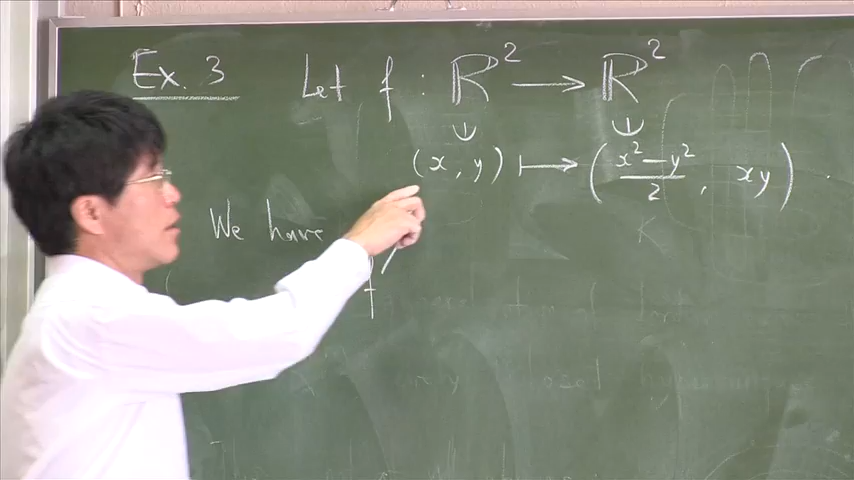 Ex. 3 Let f : ℝ² → ℝ²
∪ ∪
(x, y) ↦ ((x² − y²)/2, xy).
We have
f